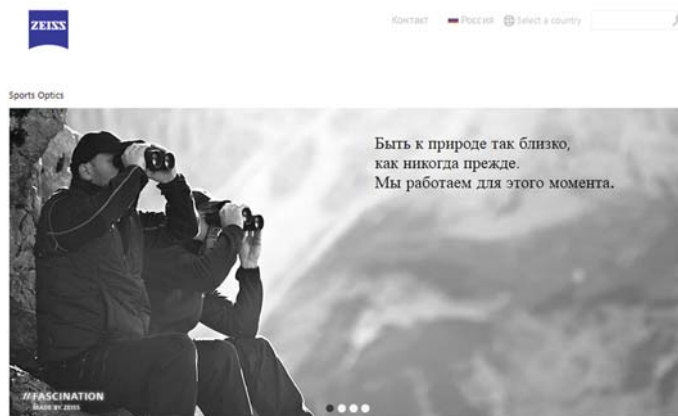 ZEISS
Контакт Россия Select a country
Sports Optics
Быть к природе так близко,
как никогда прежде.
Мы работаем для этого момента.
//FASCINATION
MADE BY ZEISS